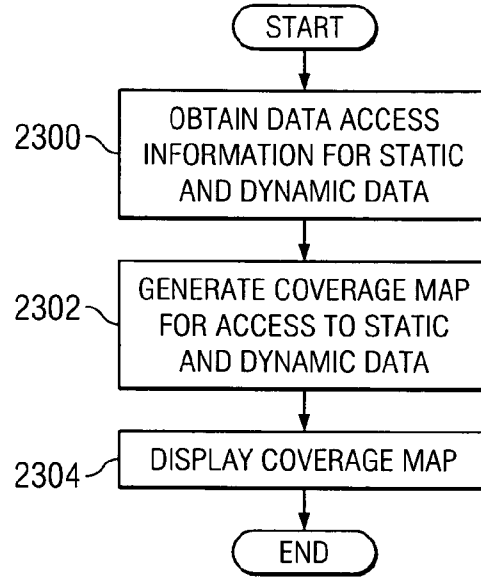 START
2300
OBTAIN DATA ACCESS
INFORMATION FOR STATIC
AND DYNAMIC DATA
2302
GENERATE COVERAGE MAP
FOR ACCESS TO STATIC
AND DYNAMIC DATA
2304
DISPLAY COVERAGE MAP
END